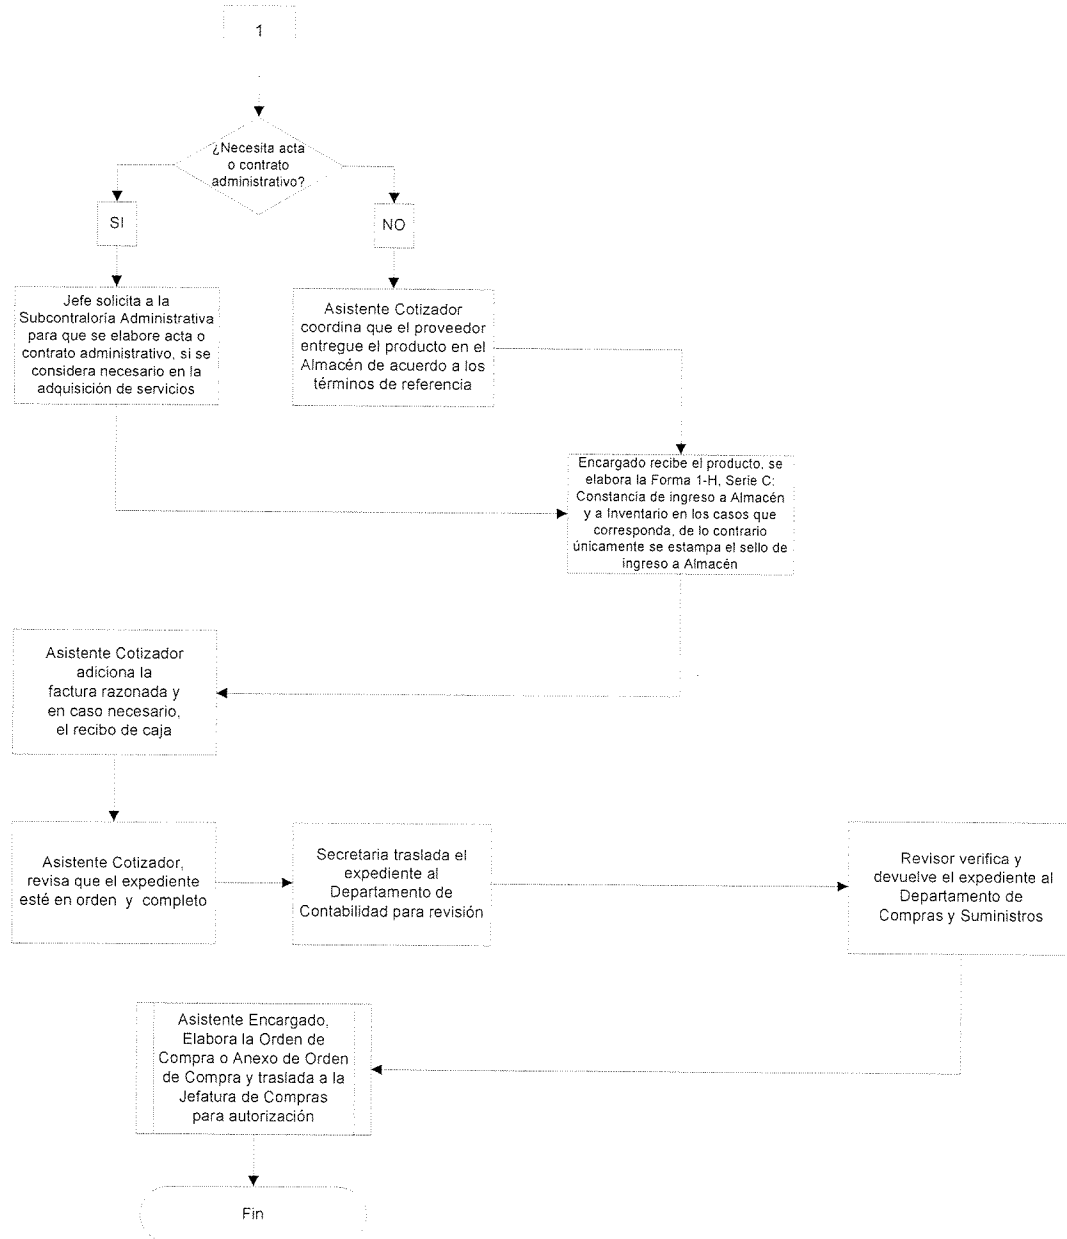 1
¿Necesita acta
o contrato
administrativo?
SI
NO
Jefe solicita a la
Subcontraloría Administrativa
para que se elabore acta o
contrato administrativo, si se
considera necesario en la
adquisición de servicios
Asistente Cotizador
coordina que el proveedor
entregue el producto en el
Almacén de acuerdo a los
términos de referencia
Encargado recibe el producto, se
elabora la Forma 1-H, Serie C:
Constancia de ingreso a Almacén
y a Inventario en los casos que
corresponda, de lo contrario
únicamente se estampa el sello de
ingreso a Almacén
Asistente Cotizador
adiciona la
factura razonada y
en caso necesario,
el recibo de caja
Asistente Cotizador,
revisa que el expediente
esté en orden y completo
Secretaria traslada el
expediente al
Departamento de
Contabilidad para revisión
Revisor verifica y
devuelve el expediente al
Departamento de
Compras y Suministros
Asistente Encargado,
Elabora la Orden de
Compra o Anexo de Orden
de Compra y traslada a la
Jefatura de Compras
para autorización
Fin